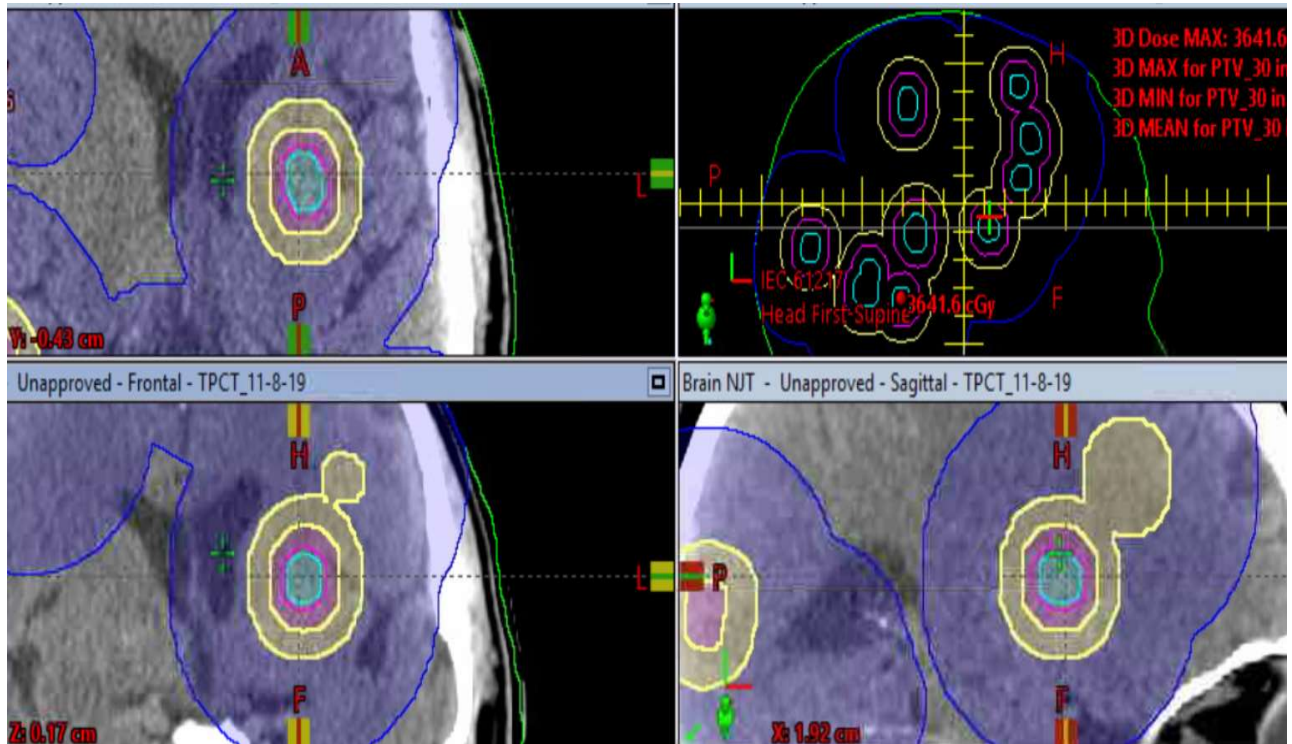 A
L
P
Y: -0.43 cm
3D Dose MAX: 3641.6
3D MAX for PTV_30 in
3D MIN for PTV_30 in
3D MEAN for PTV_30
H
P
F
IEC 61217
Head First-Supine
3641.6 cGy
Unapproved - Frontal - TPCT_11-8-19
H
L
F
Z: 0.17 cm
Brain NJT - Unapproved - Sagittal - TPCT_11-8-19
H
P
F
X: 1.92 cm